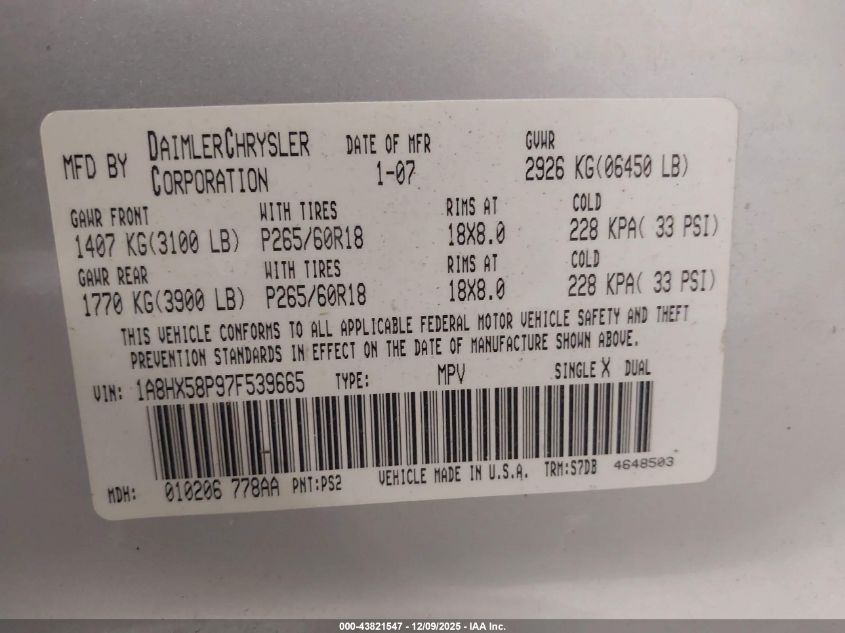 MFD BY DAIMLERCHRYSLER CORPORATION DATE OF MFR 1-07 GVWR 2926 KG(06450 LB)
GAWR FRONT WITH TIRES RIMS AT COLD
1407 KG(3100 LB) P265/60R18 18X8.0 228 KPA( 33 PSI)
GAWR REAR WITH TIRES RIMS AT COLD
1770 KG(3900 LB) P265/60R18 18X8.0 228 KPA( 33 PSI)
THIS VEHICLE CONFORMS TO ALL APPLICABLE FEDERAL MOTOR VEHICLE SAFETY AND THEFT
PREVENTION STANDARDS IN EFFECT ON THE DATE OF MANUFACTURE SHOWN ABOVE.
VIN: 1A8HX58P97F539665 TYPE: MPV SINGLE X DUAL
MDH: 010206 778AA PNT:PS2 VEHICLE MADE IN U.S.A. TRM:S7DB 4648503
000-43821547 - 12/09/2025 - IAA Inc.